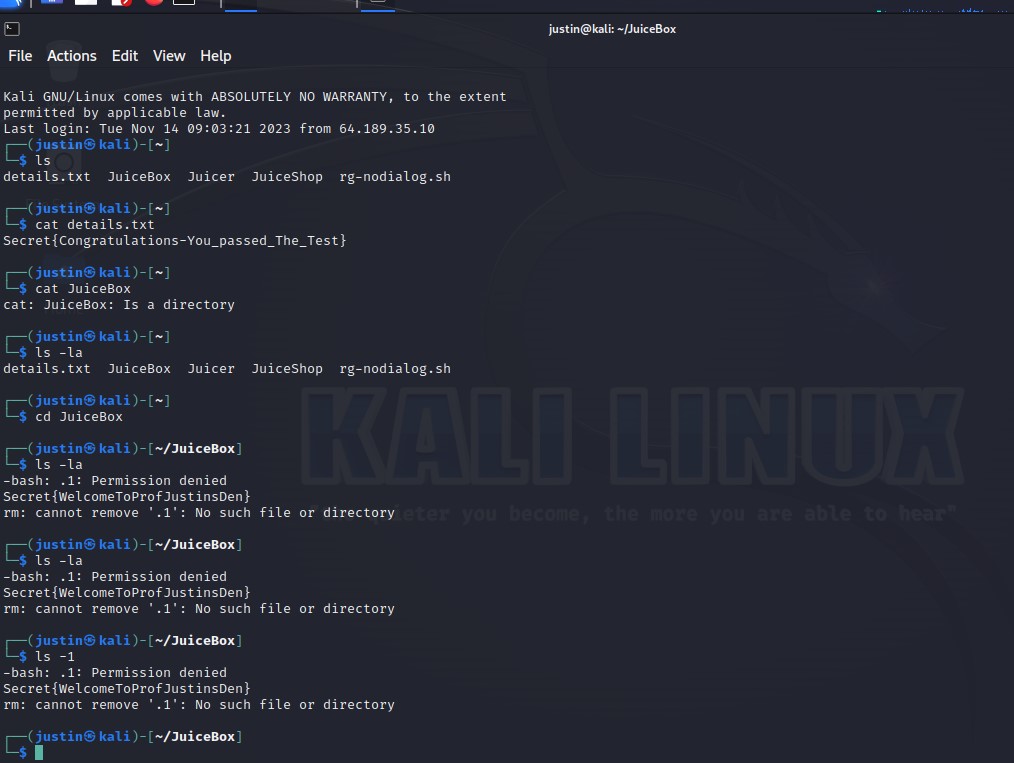 justin@kali: ~/JuiceBox
File Actions Edit View Help
Kali GNU/Linux comes with ABSOLUTELY NO WARRANTY, to the extent
permitted by applicable law.
Last login: Tue Nov 14 09:03:21 2023 from 64.189.35.10
┌──(justin㉿kali)-[~]
└─$ ls
details.txt  JuiceBox  Juicer  JuiceShop  rg-nodialog.sh
┌──(justin㉿kali)-[~]
└─$ cat details.txt
Secret{Congratulations-You_passed_The_Test}
┌──(justin㉿kali)-[~]
└─$ cat JuiceBox
cat: JuiceBox: Is a directory
┌──(justin㉿kali)-[~]
└─$ ls -la
details.txt  JuiceBox  Juicer  JuiceShop  rg-nodialog.sh
┌──(justin㉿kali)-[~]
└─$ cd JuiceBox
┌──(justin㉿kali)-[~/JuiceBox]
└─$ ls -la
-bash: .1: Permission denied
Secret{WelcomeToProfJustinsDen}
rm: cannot remove '.1': No such file or directory
┌──(justin㉿kali)-[~/JuiceBox]
└─$ ls -la
-bash: .1: Permission denied
Secret{WelcomeToProfJustinsDen}
rm: cannot remove '.1': No such file or directory
┌──(justin㉿kali)-[~/JuiceBox]
└─$ ls -1
-bash: .1: Permission denied
Secret{WelcomeToProfJustinsDen}
rm: cannot remove '.1': No such file or directory
┌──(justin㉿kali)-[~/JuiceBox]
└─$
KALI LINUX
quieter you become, the more you are able to hear"